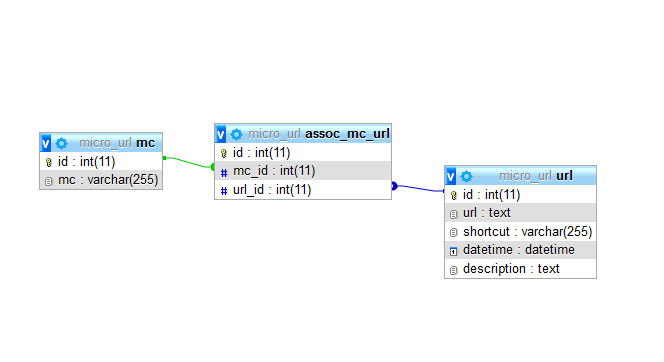 micro_url mc
id : int(11)
mc : varchar(255)
micro_url assoc_mc_url
id : int(11)
mc_id : int(11)
url_id : int(11)
micro_url url
id : int(11)
url : text
shortcut : varchar(255)
datetime : datetime
description : text